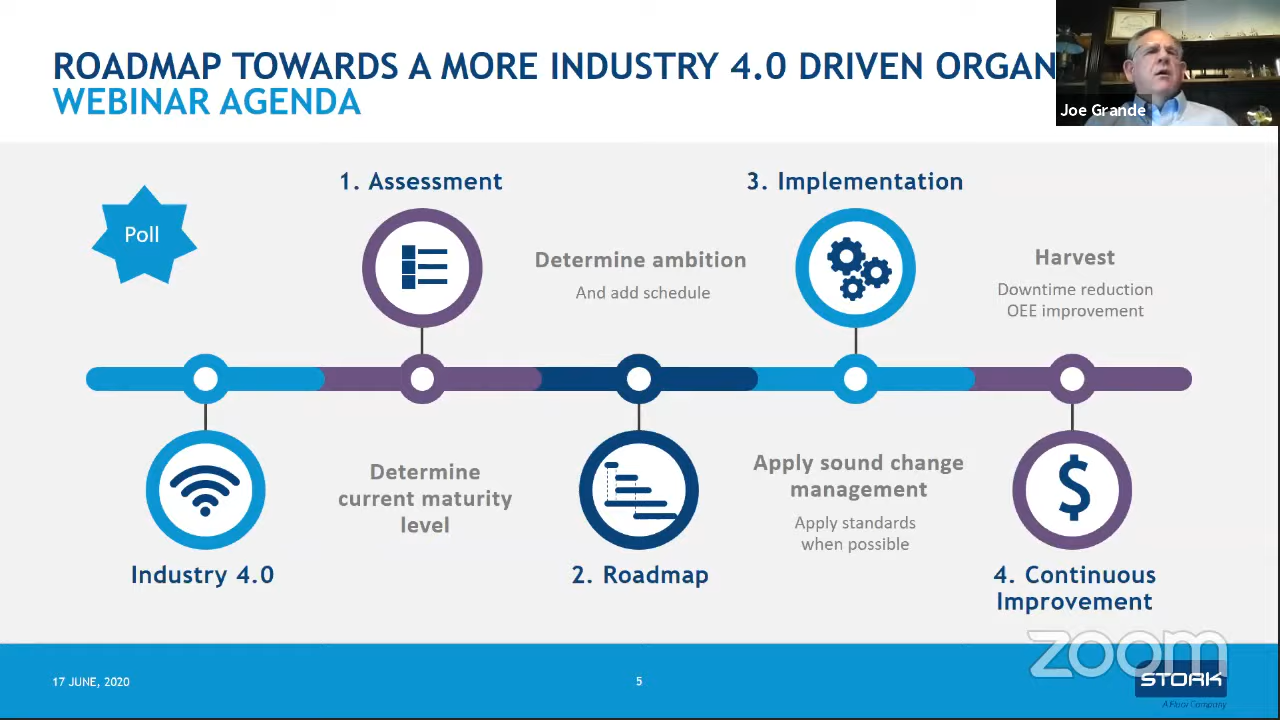 ROADMAP TOWARDS A MORE INDUSTRY 4.0 DRIVEN ORGAN
WEBINAR AGENDA
Joe Grande
Poll
1. Assessment
3. Implementation
Determine ambition
And add schedule
Harvest
Downtime reduction
OEE improvement
Determine
current maturity
level
Apply sound change
management
Apply standards
when possible
$
Industry 4.0
2. Roadmap
4. Continuous
Improvement
zoom
17 JUNE, 2020
5
STORK
A Fluor Company